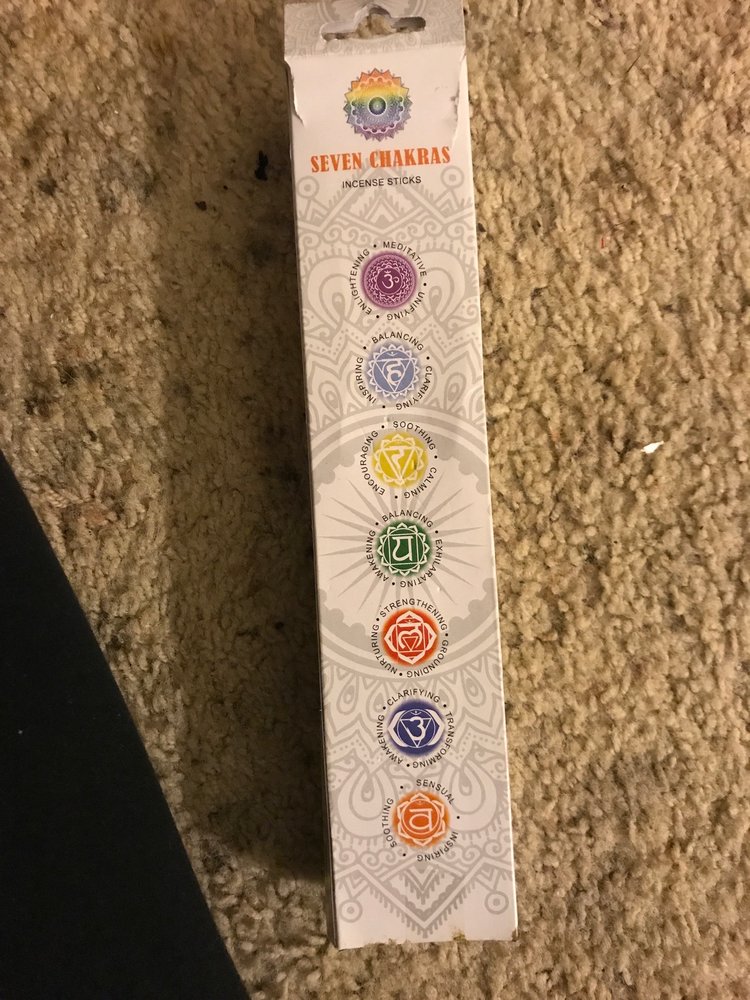 SEVEN CHAKRAS
INCENSE STICKS
ENLIGHTENING • MEDITATIVE • UNIFYING •
ॐ
INSPIRING • BALANCING • CLARIFYING •
ह
ENCOURAGING • SOOTHING • CALMING •
र
AWAKENING • BALANCING • EXHILARATING •
य
NURTURING • STRENGTHENING • GROUNDING •
ल
AWAKENING • CLARIFYING • TRANSFORMING •
SOOTHING • SENSUAL • INSPIRING •
व